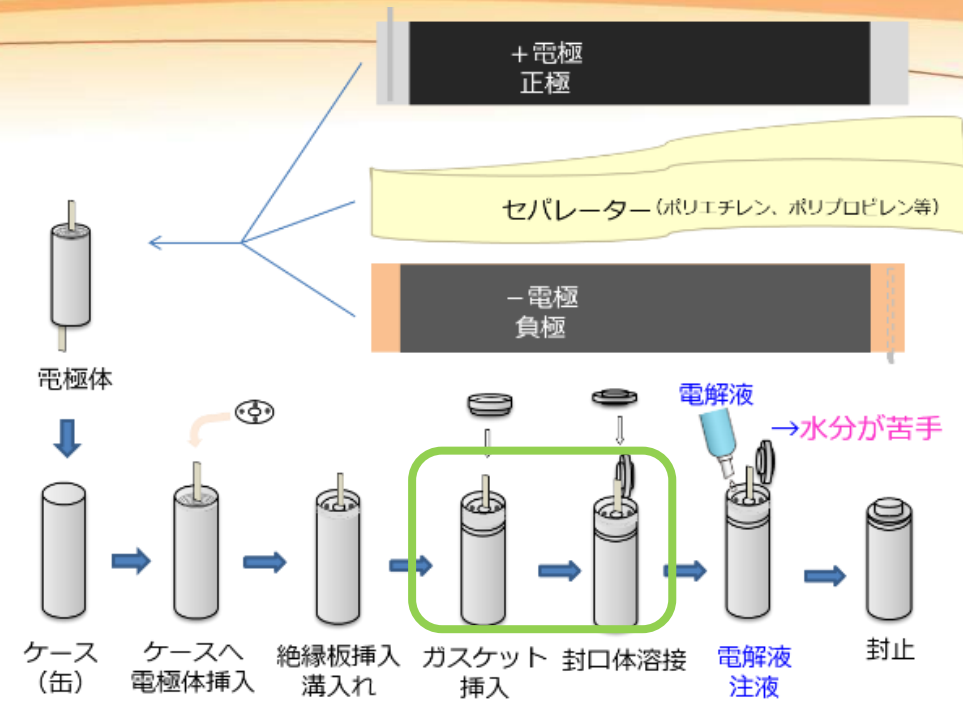 +電極
正極
セパレーター(ポリエチレン、ポリプロピレン等)
-電極
負極
電極体
電解液
→水分が苦手
ケース
(缶)
ケースへ
電極体挿入
絶縁板挿入
溝入れ
ガスケット
挿入
封口体溶接
電解液
注液
封止